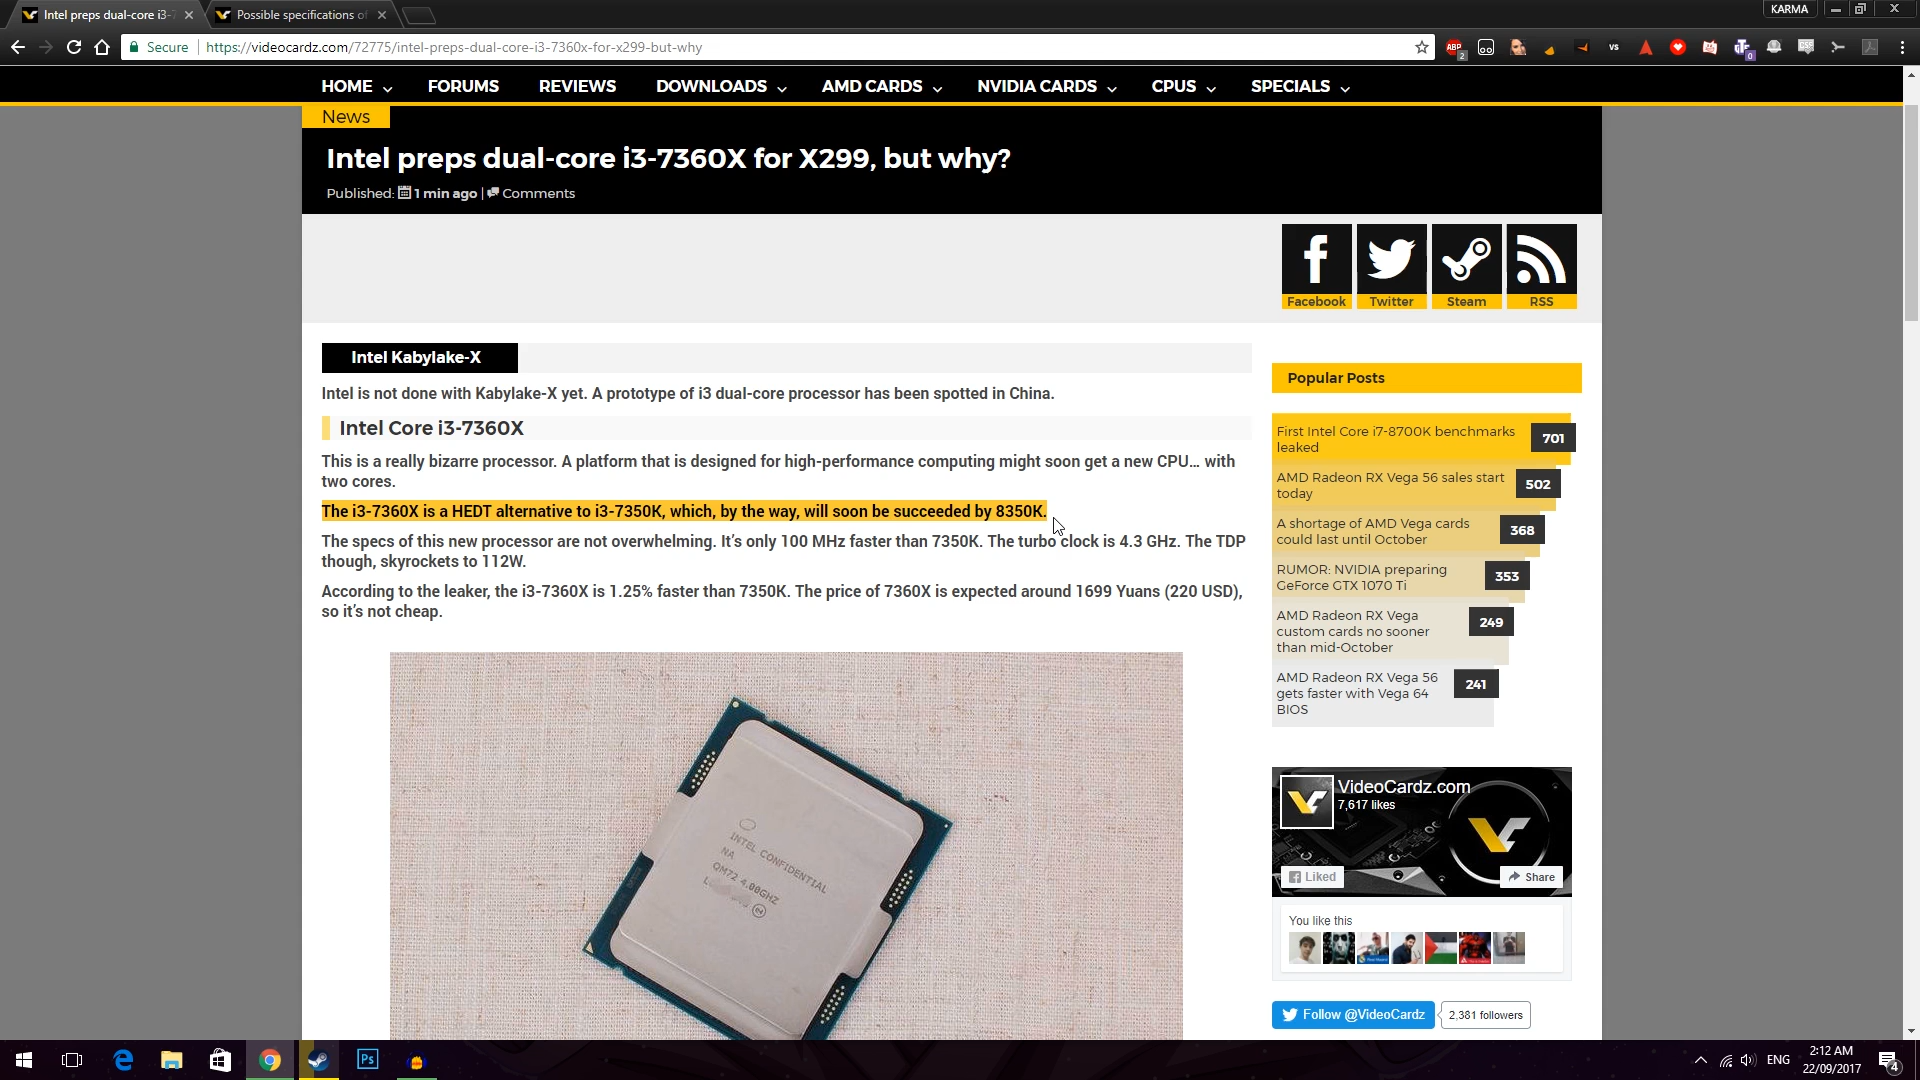 Intel preps dual-core i3-7
Possible specifications of
KARMA
Secure
https://videocardz.com/72775/intel-preps-dual-core-i3-7360x-for-x299-but-why
HOME
FORUMS
REVIEWS
DOWNLOADS
AMD CARDS
NVIDIA CARDS
CPUS
SPECIALS
News
Intel preps dual-core i3-7360X for X299, but why?
Published: 1 min ago | Comments
Facebook
Twitter
Steam
RSS
Intel Kabylake-X
Intel is not done with Kabylake-X yet. A prototype of i3 dual-core processor has been spotted in China.
Intel Core i3-7360X
This is a really bizarre processor. A platform that is designed for high-performance computing might soon get a new CPU… with
two cores.
The i3-7360X is a HEDT alternative to i3-7350K, which, by the way, will soon be succeeded by 8350K.
The specs of this new processor are not overwhelming. It's only 100 MHz faster than 7350K. The turbo clock is 4.3 GHz. The TDP
though, skyrockets to 112W.
According to the leaker, the i3-7360X is 1.25% faster than 7350K. The price of 7360X is expected around 1699 Yuans (220 USD),
so it's not cheap.
INTEL CONFIDENTIAL
NA
QM72 4.00GHZ
Popular Posts
First Intel Core i7-8700K benchmarks
leaked
701
AMD Radeon RX Vega 56 sales start
today
502
A shortage of AMD Vega cards
could last until October
368
RUMOR: NVIDIA preparing
GeForce GTX 1070 Ti
353
AMD Radeon RX Vega
custom cards no sooner
than mid-October
249
AMD Radeon RX Vega 56
gets faster with Vega 64
BIOS
241
VideoCardz.com
7,617 likes
Liked
Share
You like this
Follow @VideoCardz
2,381 followers
ENG
2:12 AM
22/09/2017
4